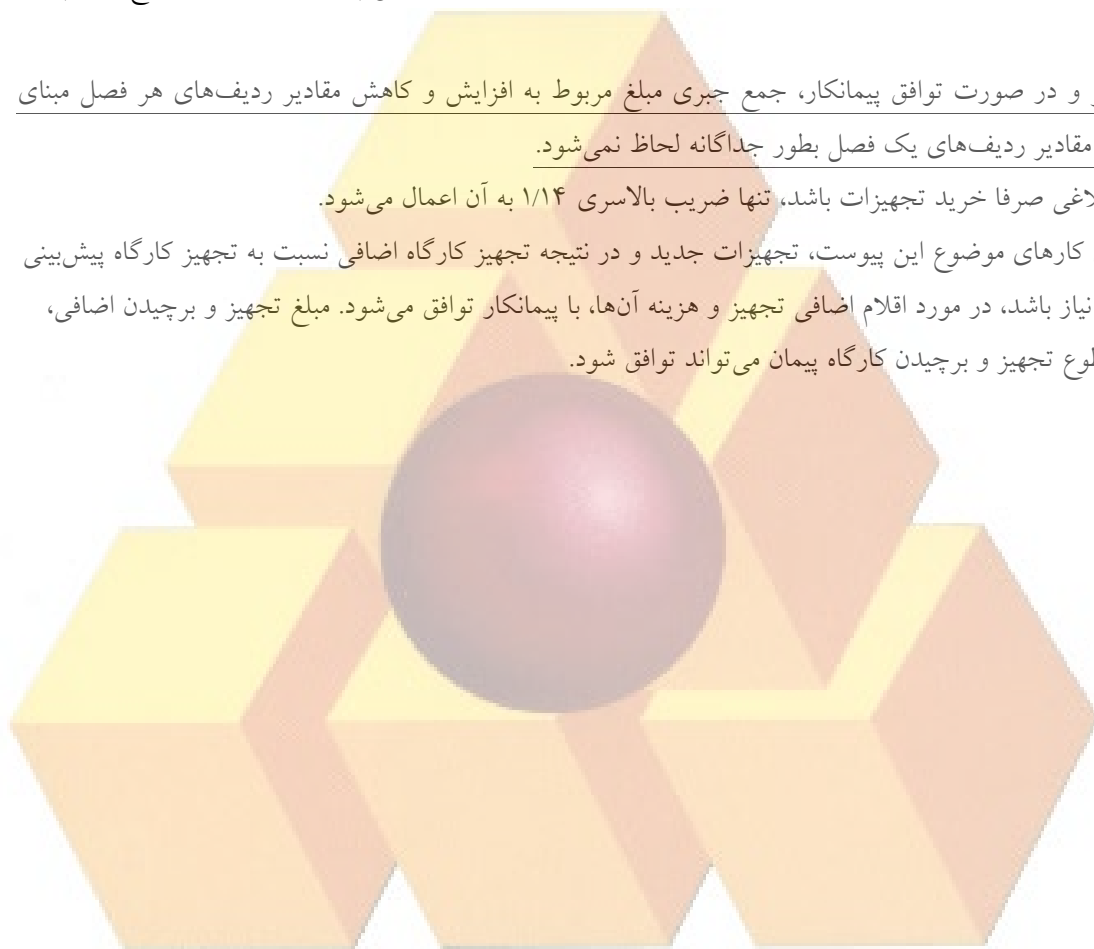 و در صورت توافق پیمانکار، جمع جبری مبلغ مربوط به افزایش و کاهش مقادیر ردیف‌های هر فصل مبنای
مقادیر ردیف‌های یک فصل بطور جداگانه لحاظ نمی‌شود.
لاغی صرفا خرید تجهیزات باشد، تنها ضریب بالاسری ۱/۱۴ به آن اعمال می‌شود.
کارهای موضوع این پیوست، تجهیزات جدید و در نتیجه تجهیز کارگاه اضافی نسبت به تجهیز کارگاه پیش‌بینی
نیاز باشد، در مورد اقلام اضافی تجهیز و هزینه آن‌ها، با پیمانکار توافق می‌شود. مبلغ تجهیز و برچیدن اضافی،
طوع تجهیز و برچیدن کارگاه پیمان می‌تواند توافق شود.